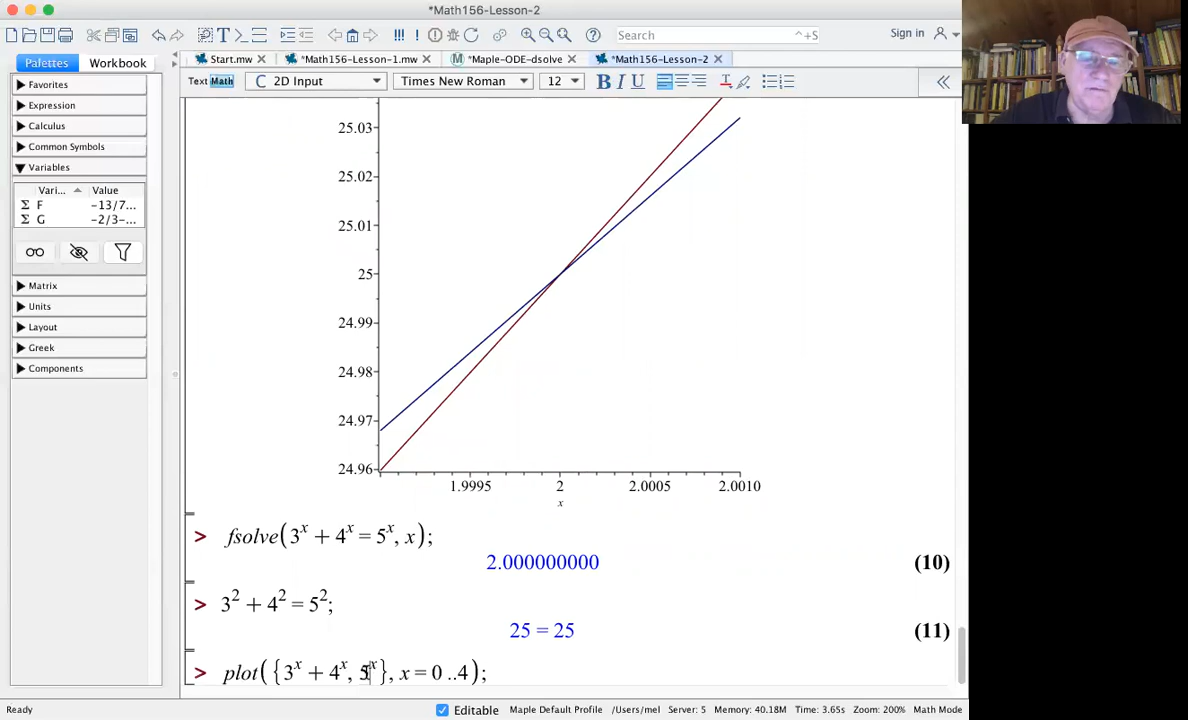 *Math156-Lesson-2
Search
⌃+S
Sign in
Start.mw
*Math156-Lesson-1.mw
*Maple-ODE-dsolve
*Math156-Lesson-2
Palettes
Workbook
Text
Math
C 2D Input
Times New Roman
12
B I U
Favorites
Expression
Calculus
Common Symbols
Variables
Vari... Value
Σ F -13/7...
Σ G -2/3-...
Matrix
Units
Layout
Greek
Components
25.03
25.02
25.01
25
24.99
24.98
24.97
24.96
1.9995 2 2.0005 2.0010
x
> fsolve(3^x + 4^x = 5^x, x);
2.000000000 (10)
> 3^2 + 4^2 = 5^2;
25 = 25 (11)
> plot({3^x + 4^x, 5^x}, x = 0 ..4);
Ready
Editable
Maple Default Profile
/Users/mel
Server: 5
Memory: 40.18M
Time: 3.65s
Zoom: 200%
Math Mode